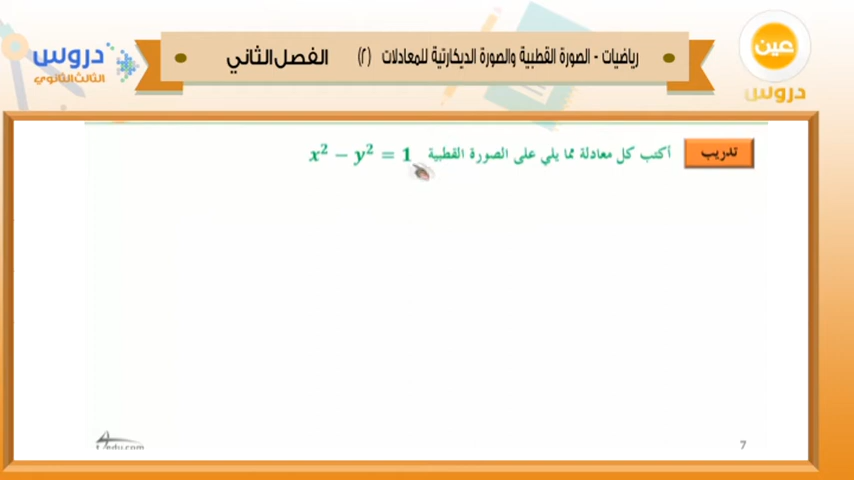 رياضيات - الصورة القطبية والصورة الديكارتية للمعادلات (٢) الفصل الثاني
دروس
الثالث الثانوي
عين
دروس
تدريب أكتب كل معادلة مما يلي على الصورة القطبية x² − y² = 1
7